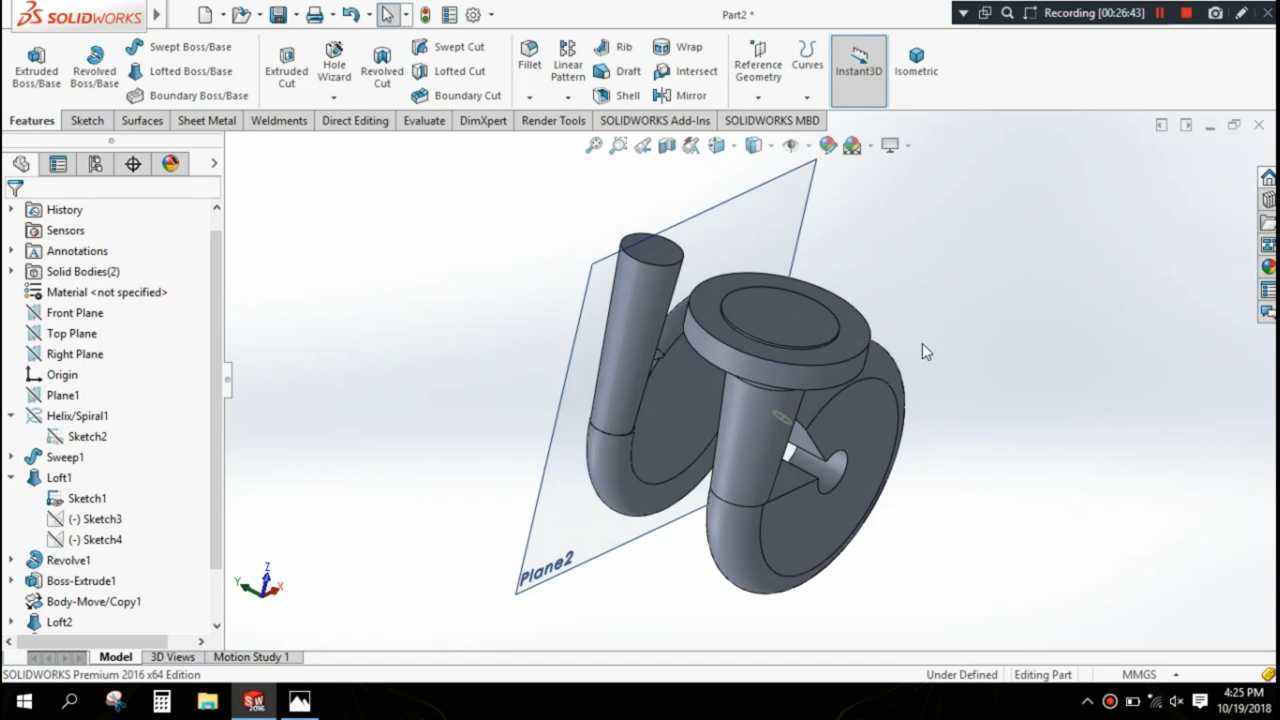 SOLIDWORKS
Part2 *
Recording [00:26:43]
Extruded Boss/Base
Revolved Boss/Base
Swept Boss/Base
Lofted Boss/Base
Boundary Boss/Base
Extruded Cut
Hole Wizard
Revolved Cut
Swept Cut
Lofted Cut
Boundary Cut
Fillet
Linear Pattern
Rib
Draft
Shell
Wrap
Intersect
Mirror
Reference Geometry
Curves
Instant3D
Isometric
Features
Sketch
Surfaces
Sheet Metal
Weldments
Direct Editing
Evaluate
DimXpert
Render Tools
SOLIDWORKS Add-Ins
SOLIDWORKS MBD
History
Sensors
Annotations
Solid Bodies(2)
Material <not specified>
Front Plane
Top Plane
Right Plane
Origin
Plane1
Helix/Spiral1
Sketch2
Sweep1
Loft1
Sketch1
(-) Sketch3
(-) Sketch4
Revolve1
Boss-Extrude1
Body-Move/Copy1
Loft2
Plane2
Z
Y
X
Model
3D Views
Motion Study 1
SOLIDWORKS Premium 2016 x64 Edition
Under Defined
Editing Part
MMGS
SW
2016
4:25 PM
10/19/2018